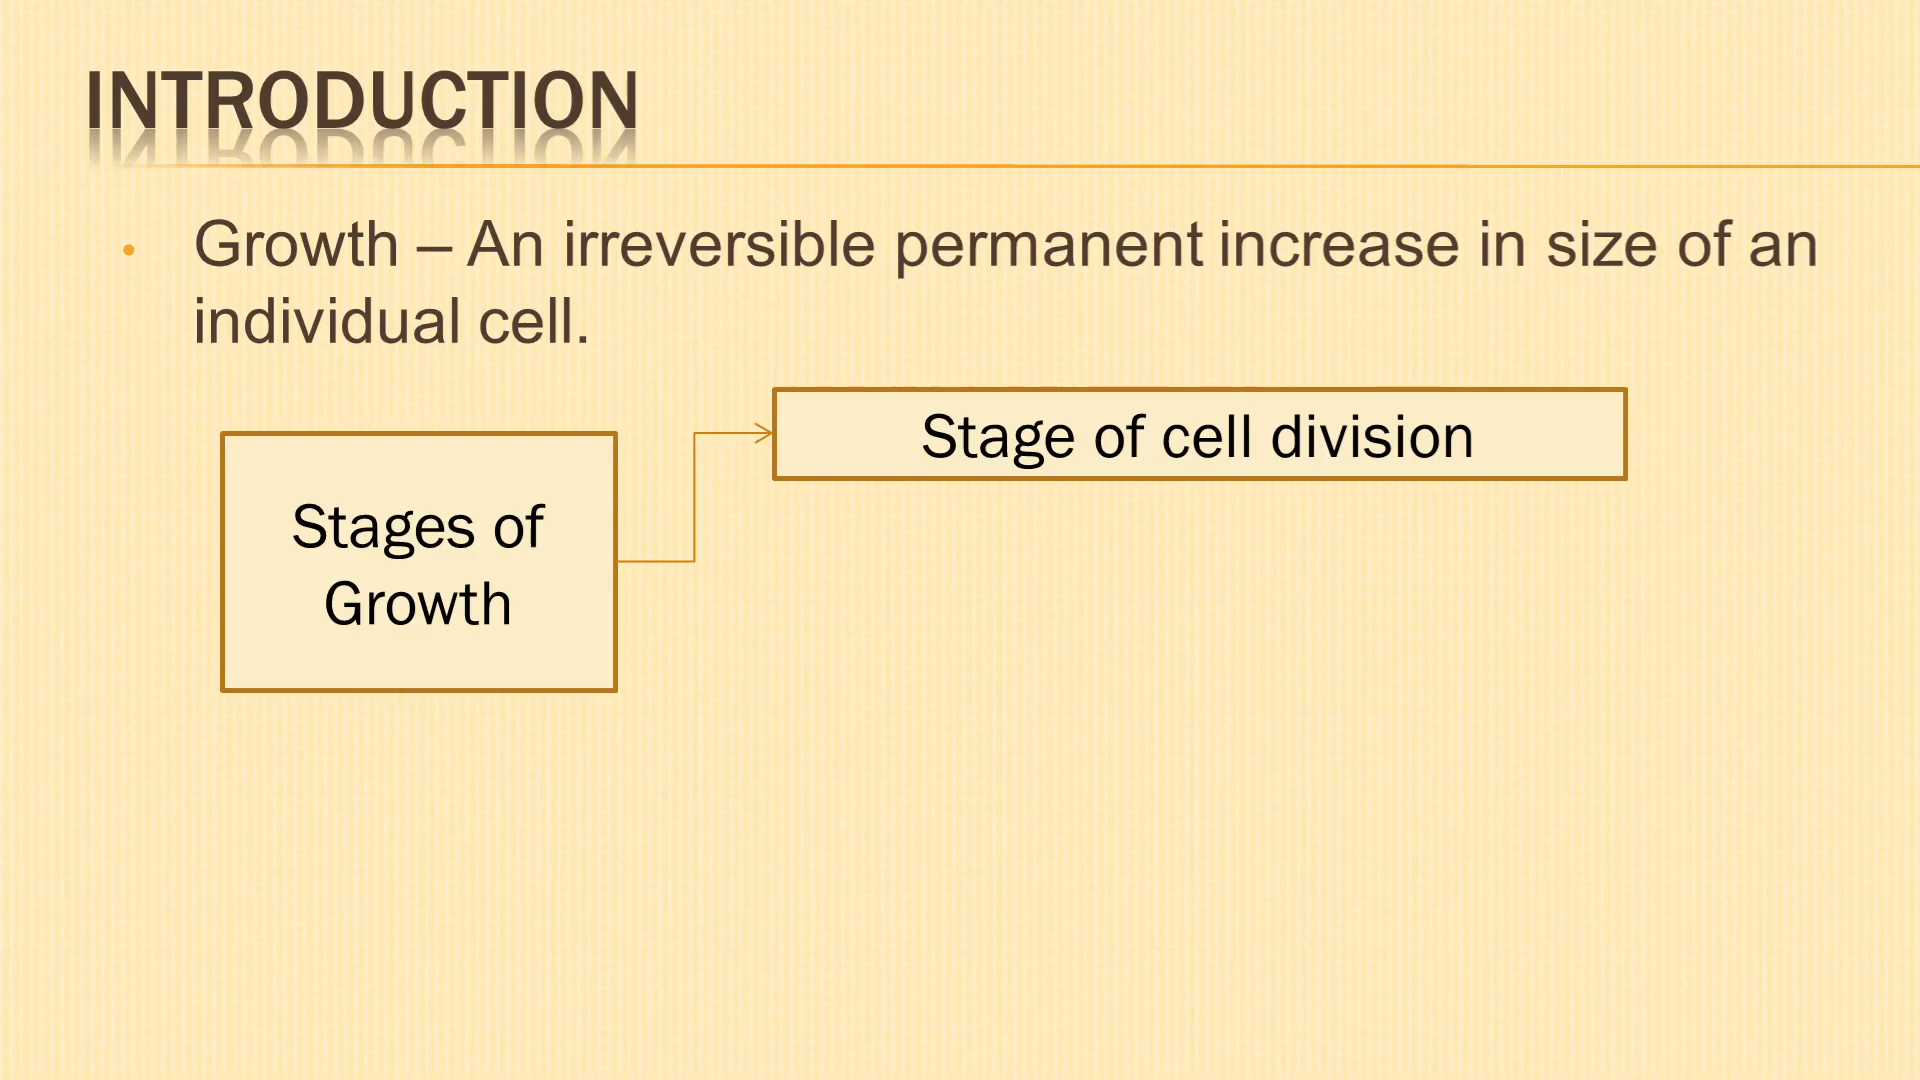 INTRODUCTION
• Growth – An irreversible permanent increase in size of an
individual cell.
Stage of cell division
Stages of
Growth